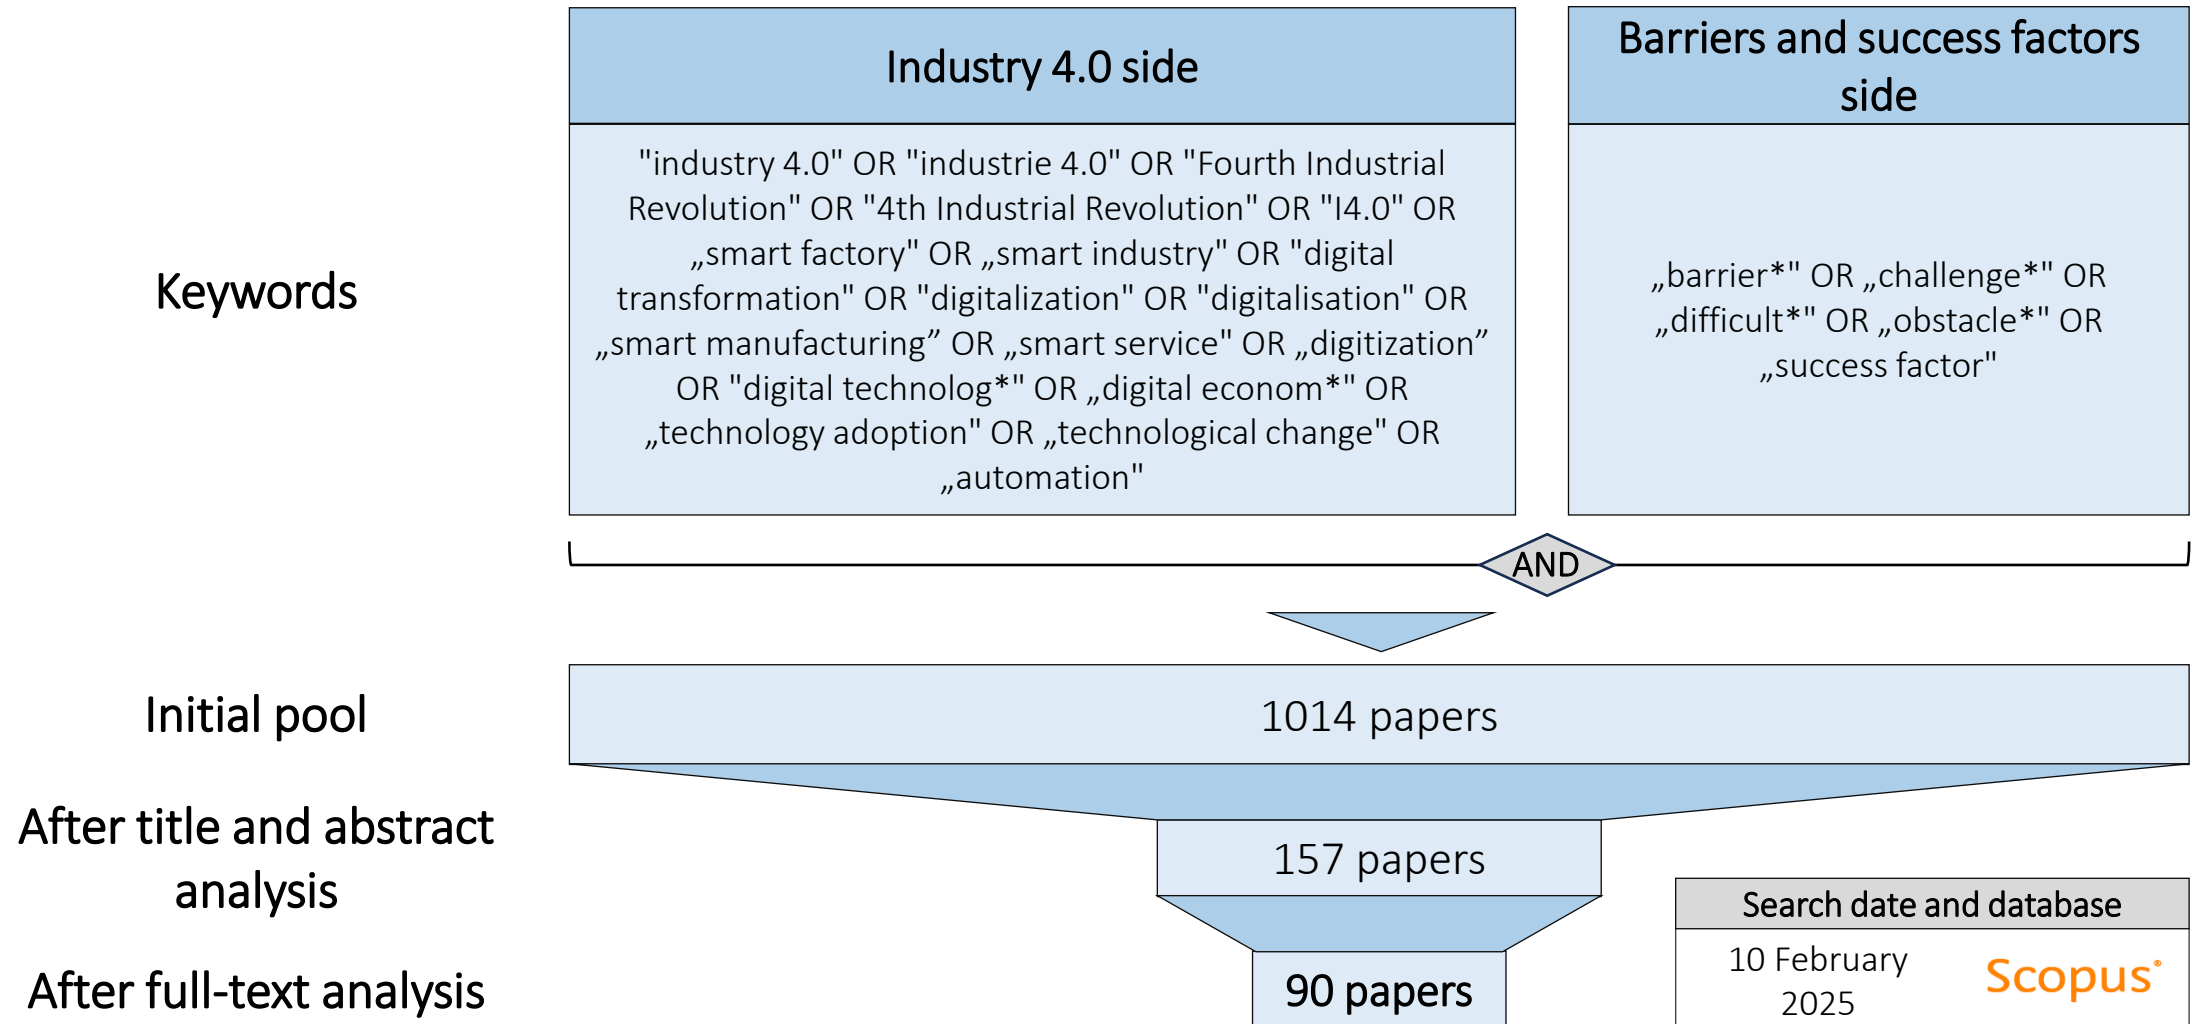 Industry 4.0 side
Barriers and success factors
side
Keywords
"industry 4.0" OR "industrie 4.0" OR "Fourth Industrial
Revolution" OR "4th Industrial Revolution" OR "I4.0" OR
„smart factory" OR „smart industry" OR "digital
transformation" OR "digitalization" OR "digitalisation" OR
„smart manufacturing” OR „smart service" OR „digitization”
OR "digital technolog*" OR „digital econom*" OR
„technology adoption" OR „technological change" OR
„automation"
„barrier*" OR „challenge*" OR
„difficult*" OR „obstacle*" OR
„success factor"
AND
Initial pool
1014 papers
After title and abstract
analysis
157 papers
After full-text analysis
90 papers
Search date and database
10 February
2025
Scopus®